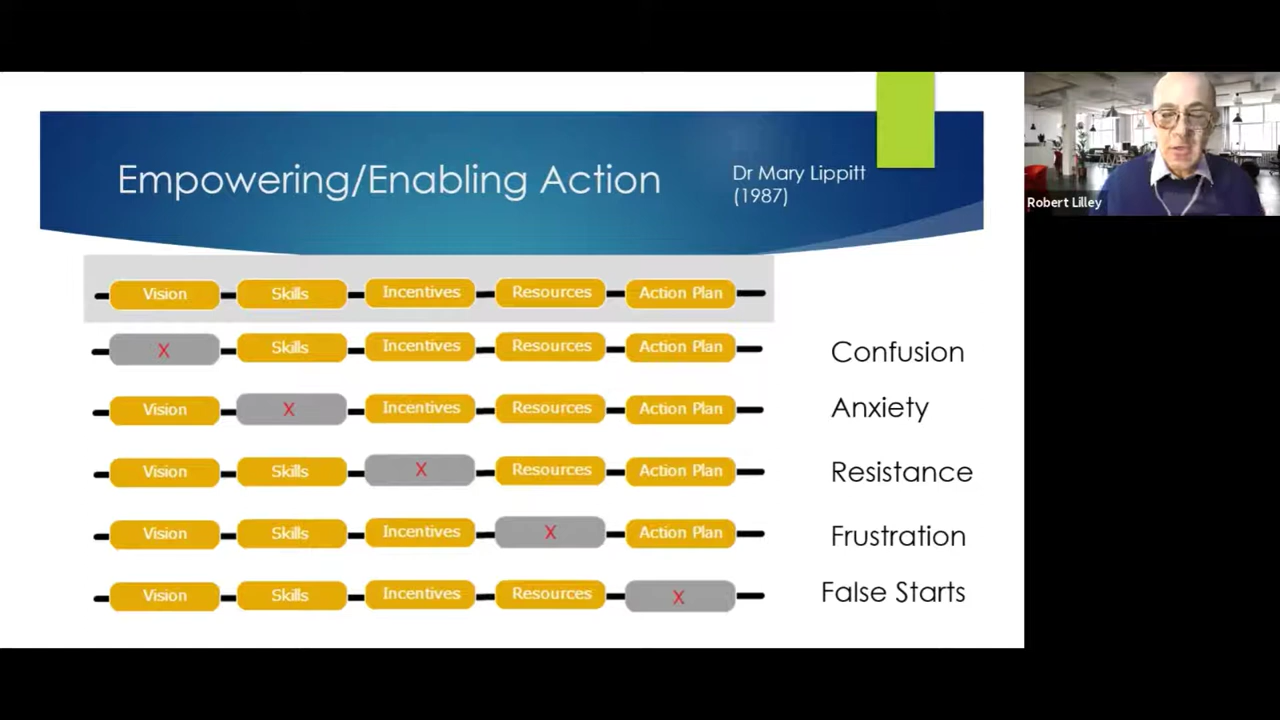 Empowering/Enabling Action
Dr Mary Lippitt
(1987)
Robert Lilley
Vision Skills Incentives Resources Action Plan
X Skills Incentives Resources Action Plan Confusion
Vision X Incentives Resources Action Plan Anxiety
Vision Skills X Resources Action Plan Resistance
Vision Skills Incentives X Action Plan Frustration
Vision Skills Incentives Resources X False Starts